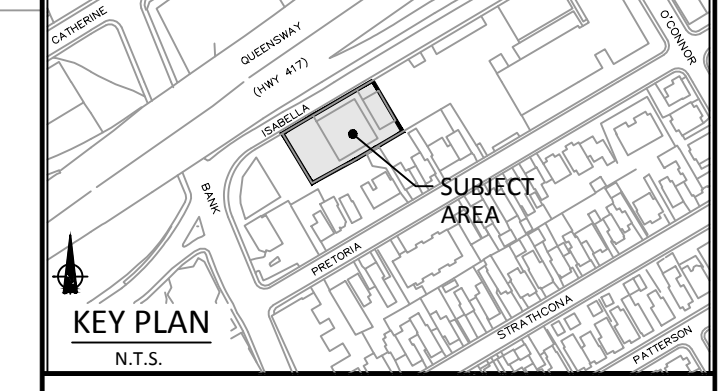 CATHERINE
QUEENSWAY
(HWY 417)
O'CONNOR
ISABELLA
BANK
SUBJECT
AREA
PRETORIA
STRATHCONA
PATTERSON
KEY PLAN
N.T.S.